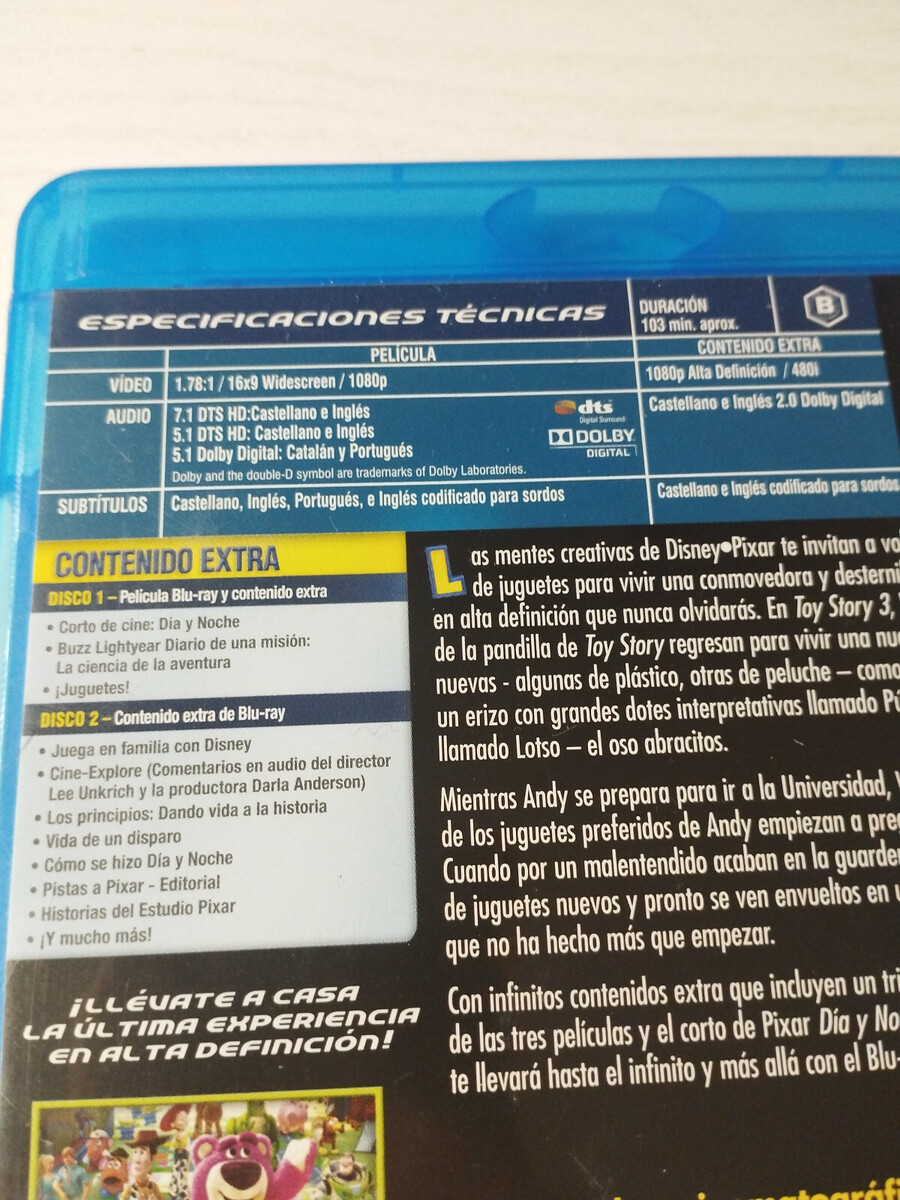 ESPECIFICACIONES TÉCNICAS
DURACIÓN
103 min. aprox.
B
PELÍCULA
CONTENIDO EXTRA
VÍDEO
1.78:1 / 16x9 Widescreen / 1080p
1080p Alta Definición / 480i
AUDIO
7.1 DTS HD:Castellano e Inglés
5.1 DTS HD: Castellano e Inglés
5.1 Dolby Digital: Catalán y Portugués
Dolby and the double-D symbol are trademarks of Dolby Laboratories.
dts
Digital Surround
DOLBY
DIGITAL
Castellano e Inglés 2.0 Dolby Digital
SUBTÍTULOS
Castellano, Inglés, Portugués, e Inglés codificado para sordos
Castellano e Inglés codificado para sordos
CONTENIDO EXTRA
DISCO 1 – Película Blu-ray y contenido extra
• Corto de cine: Día y Noche
• Buzz Lightyear Diario de una misión:
La ciencia de la aventura
• ¡Juguetes!
DISCO 2 – Contenido extra de Blu-ray
• Juega en familia con Disney
• Cine-Explore (Comentarios en audio del director
Lee Unkrich y la productora Darla Anderson)
• Los principios: Dando vida a la historia
• Vida de un disparo
• Cómo se hizo Día y Noche
• Pistas a Pixar - Editorial
• Historias del Estudio Pixar
• ¡Y mucho más!
¡LLÉVATE A CASA
LA ÚLTIMA EXPERIENCIA
EN ALTA DEFINICIÓN!
Las mentes creativas de Disney•Pixar te invitan a
de juguetes para vivir una conmovedora y
en alta definición que nunca olvidarás. En Toy Story 3,
de la pandilla de Toy Story regresan para vivir una
nuevas - algunas de plástico, otras de peluche – como
un erizo con grandes dotes interpretativas llamado
llamado Lotso – el oso abracitos.
Mientras Andy se prepara para ir a la Universidad,
de los juguetes preferidos de Andy empiezan a
Cuando por un malentendido acaban en la
de juguetes nuevos y pronto se ven envueltos en
que no ha hecho más que empezar.
Con infinitos contenidos extra que incluyen un
de las tres películas y el corto de Pixar Día y
te llevará hasta el infinito y más allá con el